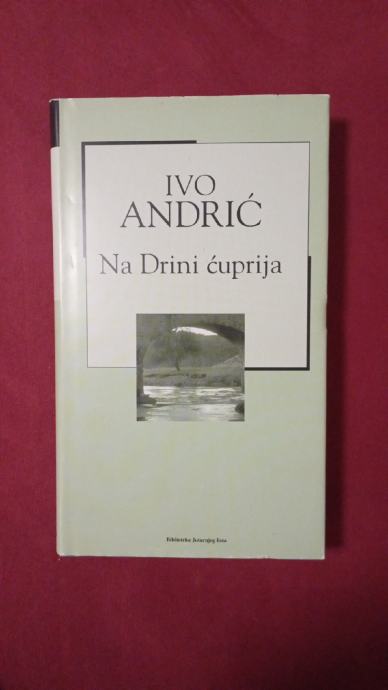 IVO
ANDRIĆ
Na Drini ćuprija
Biblioteka Jutarnjeg lista